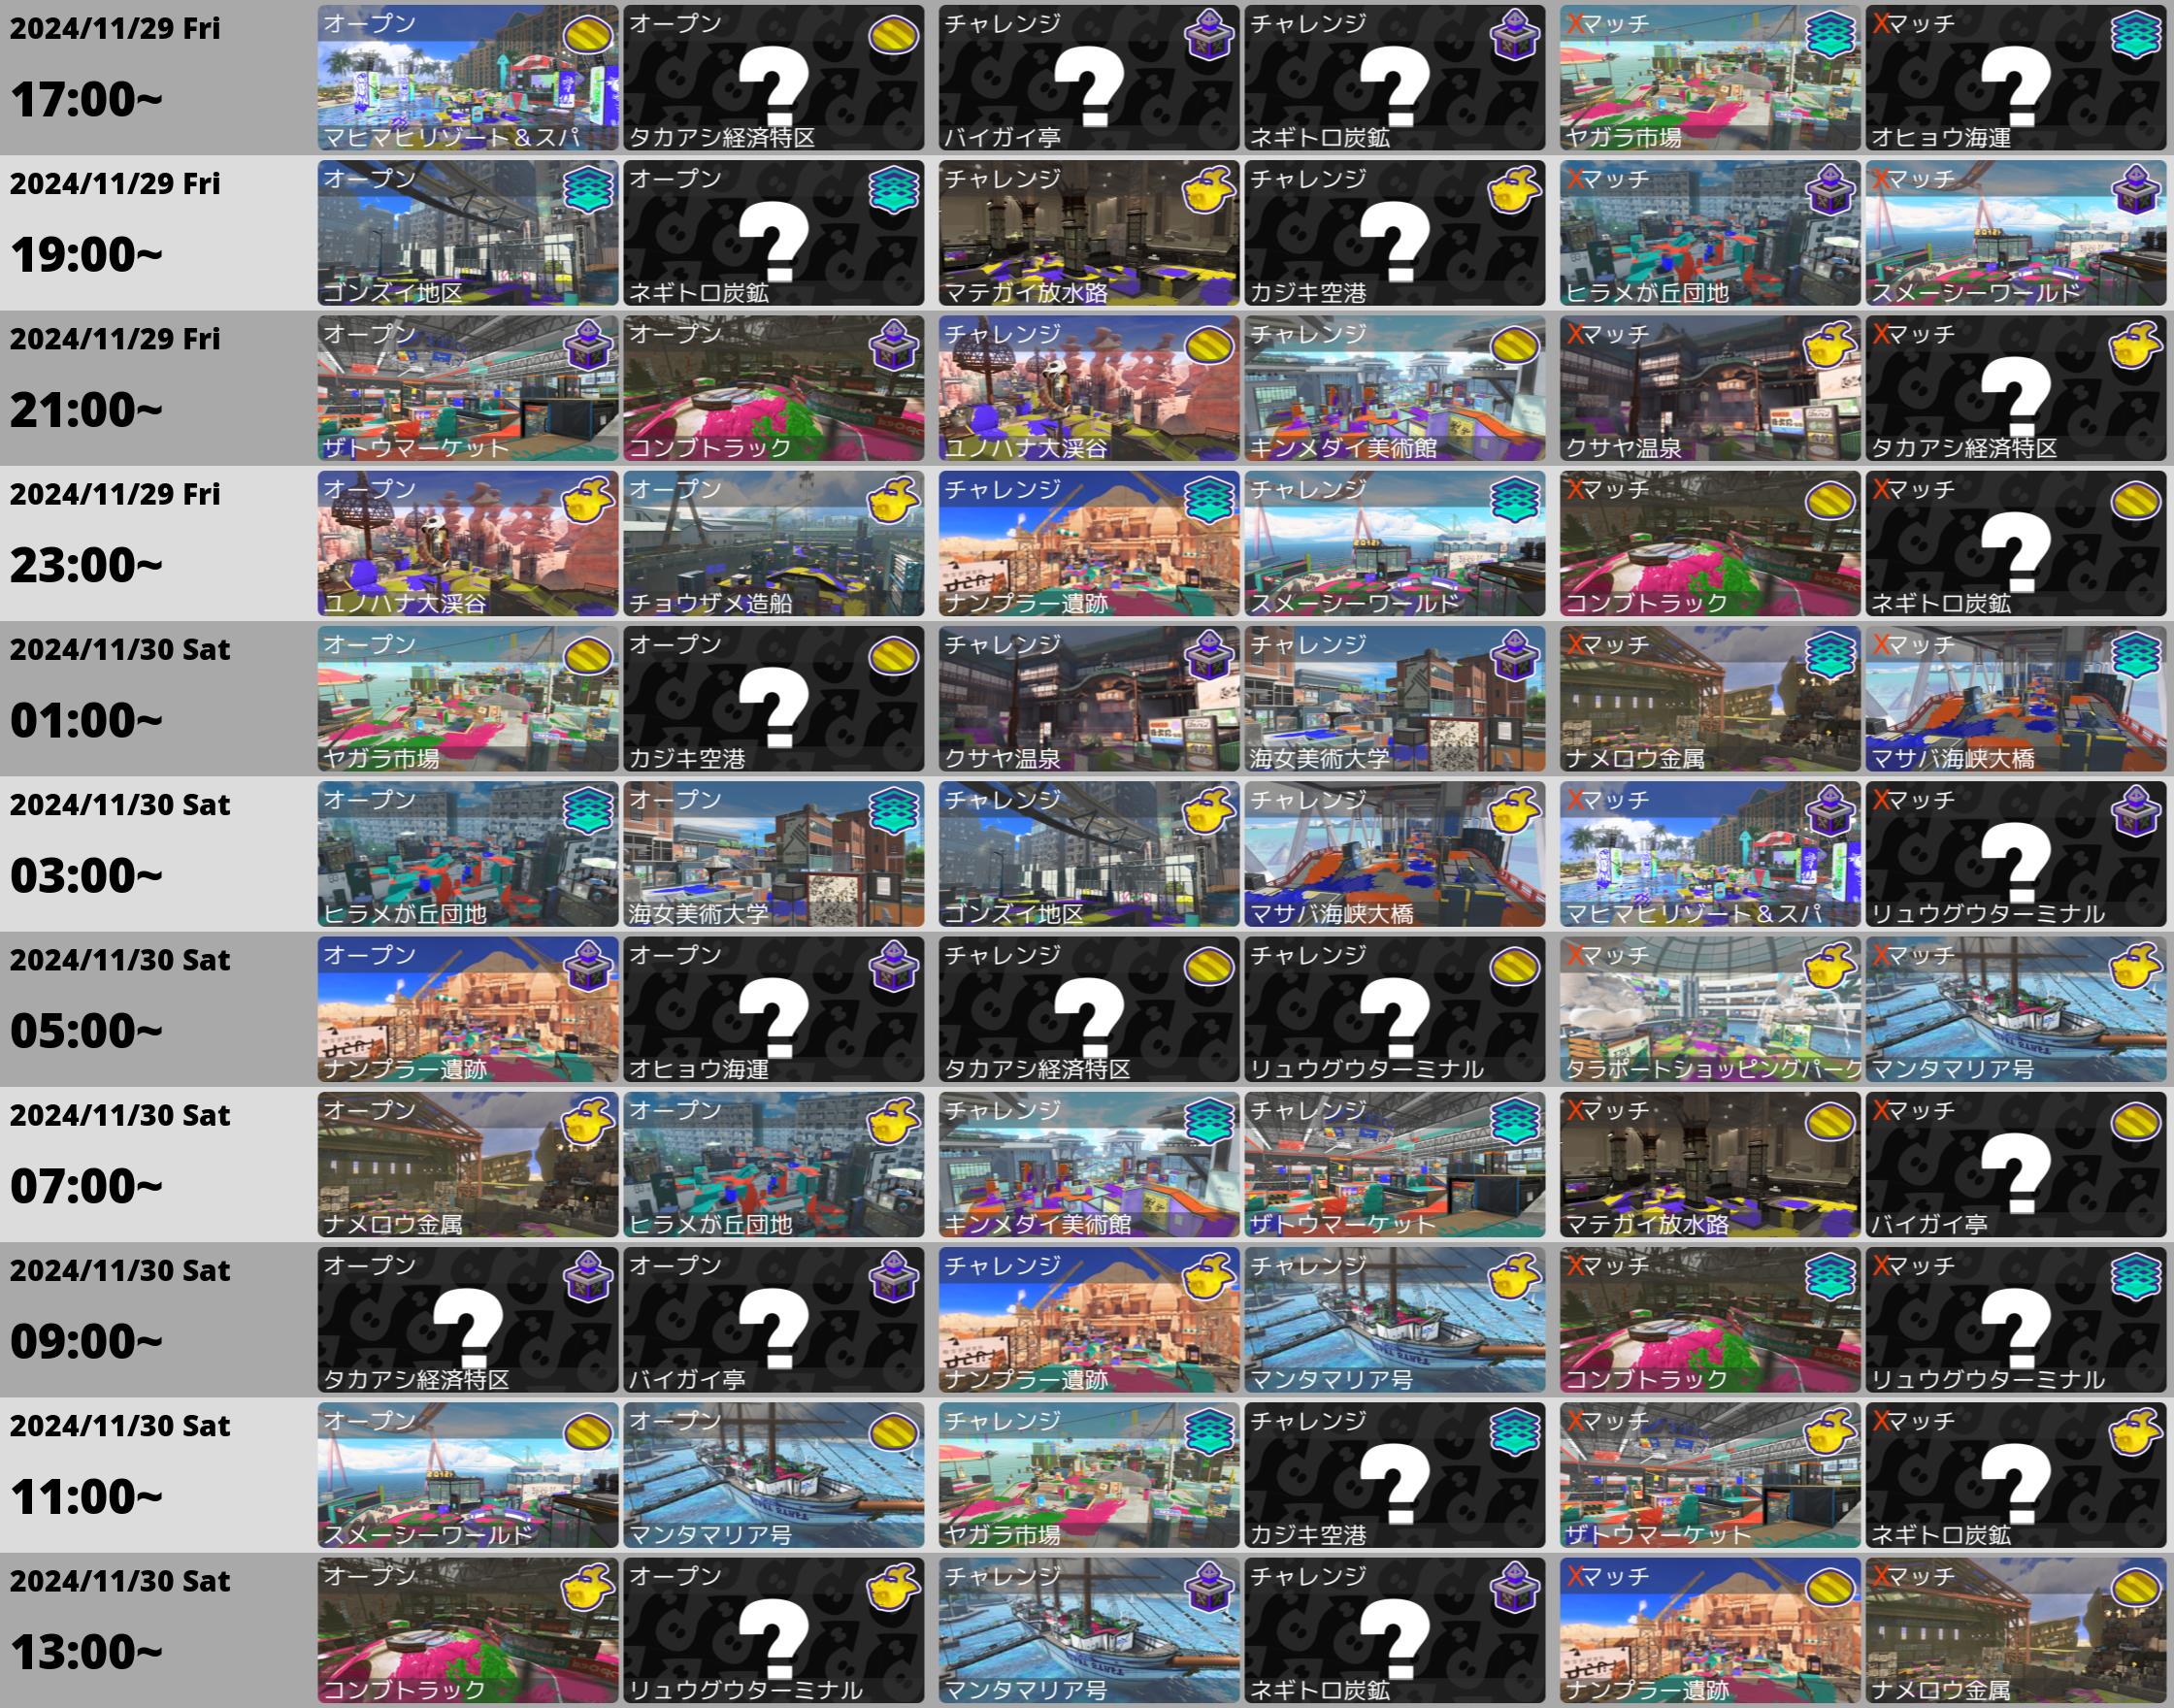 2024/11/29 Fri
17:00~
オープン
マヒマヒリゾート＆スパ
オープン
タカアシ経済特区
チャレンジ
バイガイ亭
チャレンジ
ネギトロ炭鉱
Xマッチ
ヤガラ市場
Xマッチ
オヒョウ海運
2024/11/29 Fri
19:00~
オープン
ゴンズイ地区
オープン
ネギトロ炭鉱
チャレンジ
マテガイ放水路
チャレンジ
カジキ空港
Xマッチ
ヒラメが丘団地
Xマッチ
スメーシーワールド
2024/11/29 Fri
21:00~
オープン
ザトウマーケット
オープン
コンブトラック
チャレンジ
ユノハナ大渓谷
チャレンジ
キンメダイ美術館
Xマッチ
クサヤ温泉
Xマッチ
タカアシ経済特区
2024/11/29 Fri
23:00~
オープン
ユノハナ大渓谷
オープン
チョウザメ造船
チャレンジ
ナンプラー遺跡
チャレンジ
スメーシーワールド
Xマッチ
コンブトラック
Xマッチ
ネギトロ炭鉱
2024/11/30 Sat
01:00~
オープン
ヤガラ市場
オープン
カジキ空港
チャレンジ
クサヤ温泉
チャレンジ
海女美術大学
Xマッチ
ナメロウ金属
Xマッチ
マサバ海峡大橋
2024/11/30 Sat
03:00~
オープン
ヒラメが丘団地
オープン
海女美術大学
チャレンジ
ゴンズイ地区
チャレンジ
マサバ海峡大橋
Xマッチ
マヒマヒリゾート＆スパ
Xマッチ
リュウグウターミナル
2024/11/30 Sat
05:00~
オープン
ナンプラー遺跡
オープン
オヒョウ海運
チャレンジ
タカアシ経済特区
チャレンジ
リュウグウターミナル
Xマッチ
タラポートショッピングパーク
Xマッチ
マンタマリア号
2024/11/30 Sat
07:00~
オープン
ナメロウ金属
オープン
ヒラメが丘団地
チャレンジ
キンメダイ美術館
チャレンジ
ザトウマーケット
Xマッチ
マテガイ放水路
Xマッチ
バイガイ亭
2024/11/30 Sat
09:00~
オープン
タカアシ経済特区
オープン
バイガイ亭
チャレンジ
ナンプラー遺跡
チャレンジ
マンタマリア号
Xマッチ
コンブトラック
Xマッチ
リュウグウターミナル
2024/11/30 Sat
11:00~
オープン
スメーシーワールド
オープン
マンタマリア号
チャレンジ
ヤガラ市場
チャレンジ
カジキ空港
Xマッチ
ザトウマーケット
Xマッチ
ネギトロ炭鉱
2024/11/30 Sat
13:00~
オープン
コンブトラック
オープン
リュウグウターミナル
チャレンジ
マンタマリア号
チャレンジ
ネギトロ炭鉱
Xマッチ
ナンプラー遺跡
Xマッチ
ナメロウ金属